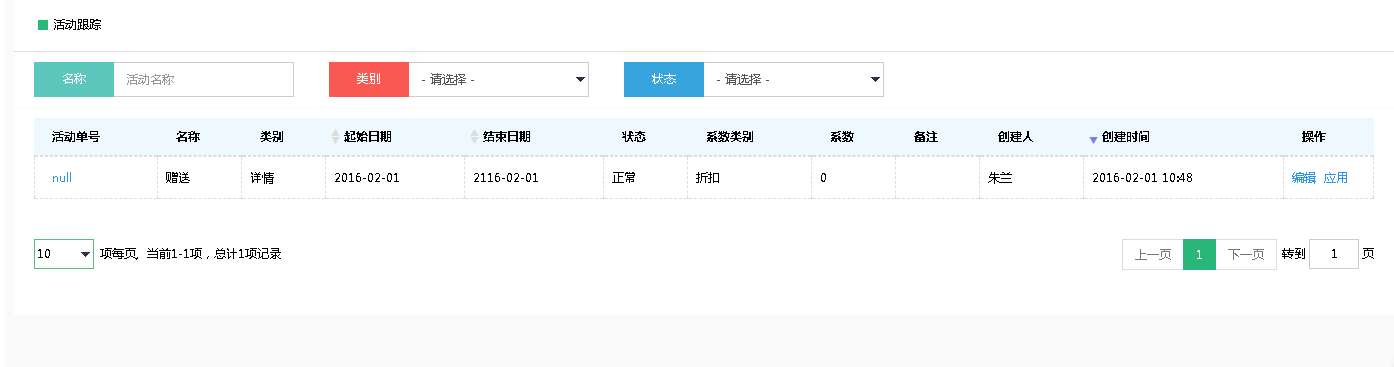 活动跟踪
名称 活动名称 类别 - 请选择 - 状态 - 请选择 -
活动单号 名称 类别 起始日期 结束日期 状态 系数类别 系数 备注 创建人 创建时间 操作
null 赠送 详情 2016-02-01 2116-02-01 正常 折扣 0 朱兰 2016-02-01 10:48 编辑 应用
10 项每页, 当前1-1项，总计1项记录 上一页 1 下一页 转到 1 页